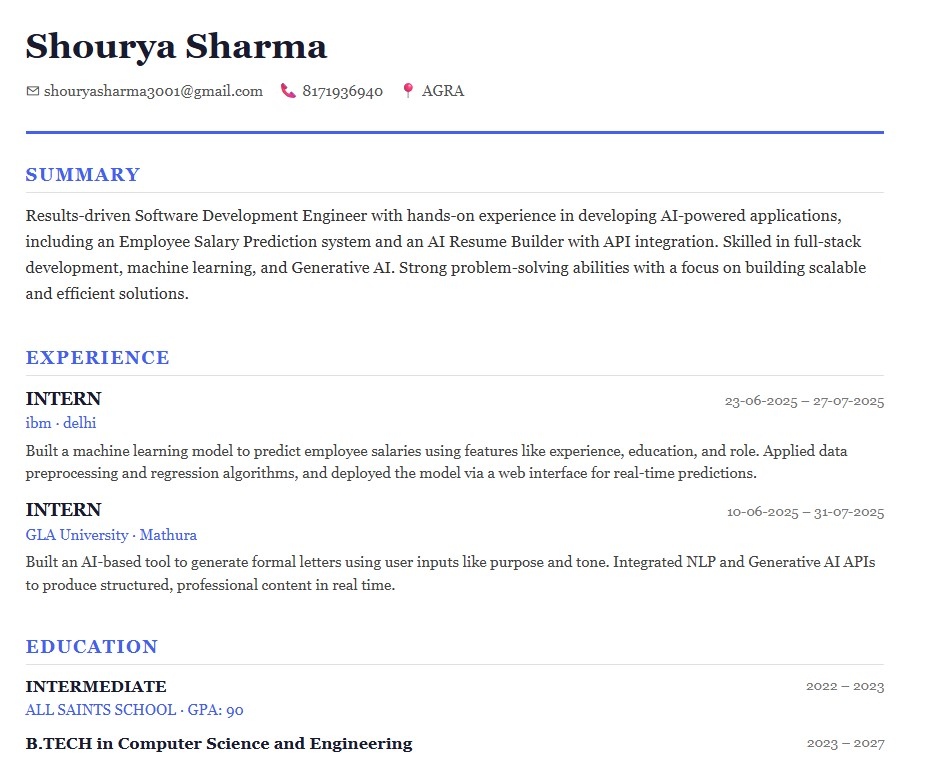 Shourya Sharma
shouryasharma3001@gmail.com 8171936940 AGRA
SUMMARY
Results-driven Software Development Engineer with hands-on experience in developing AI-powered applications,
including an Employee Salary Prediction system and an AI Resume Builder with API integration. Skilled in full-stack
development, machine learning, and Generative AI. Strong problem-solving abilities with a focus on building scalable
and efficient solutions.
EXPERIENCE
INTERN 23-06-2025 – 27-07-2025
ibm · delhi
Built a machine learning model to predict employee salaries using features like experience, education, and role. Applied data
preprocessing and regression algorithms, and deployed the model via a web interface for real-time predictions.
INTERN 10-06-2025 – 31-07-2025
GLA University · Mathura
Built an AI-based tool to generate formal letters using user inputs like purpose and tone. Integrated NLP and Generative AI APIs
to produce structured, professional content in real time.
EDUCATION
INTERMEDIATE 2022 – 2023
ALL SAINTS SCHOOL · GPA: 90
B.TECH in Computer Science and Engineering 2023 – 2027